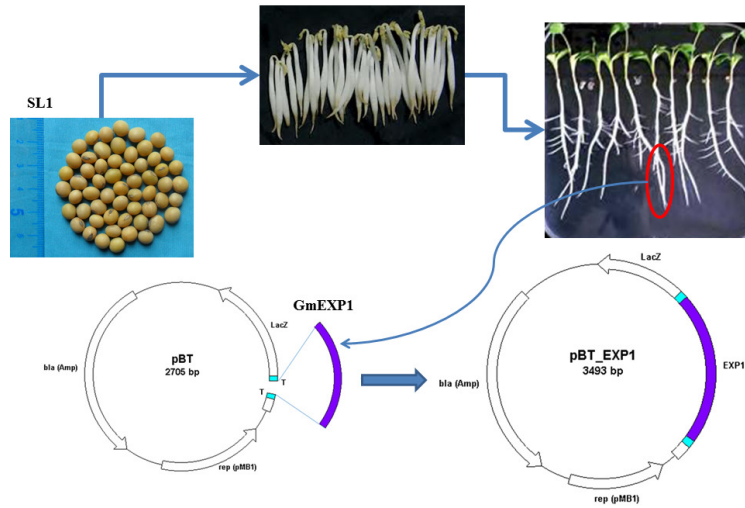 SL1
GmEXP1
LacZ
bla (Amp)
pBT
2705 bp
T
T
rep (pMB1)
LacZ
bla (Amp)
pBT_EXP1
3493 bp
EXP1
rep (pMB1)